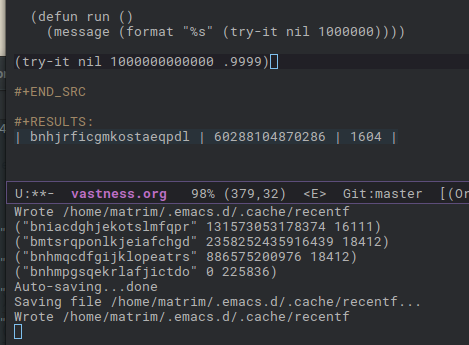 (defun run ()
(message (format "%s" (try-it nil 1000000))))
(try-it nil 1000000000000 .9999)
#+END_SRC
#+RESULTS:
| bnhjrficgmkostaeqpdl | 60288104870286 | 1604 |
U:**- vastness.org 98% (379,32) <E> Git:master [(Or
Wrote /home/matrim/.emacs.d/.cache/recentf
("bniacdghjekotslmfqpr" 131573053178374 16111)
("bmtsrqponlkjeiafchgd" 2358252435916439 18412)
("bnhmqcdfgijklopeatrs" 886575200976 18412)
("bnhmpgsqekrlafjictdo" 0 225836)
Auto-saving...done
Saving file /home/matrim/.emacs.d/.cache/recentf...
Wrote /home/matrim/.emacs.d/.cache/recentf